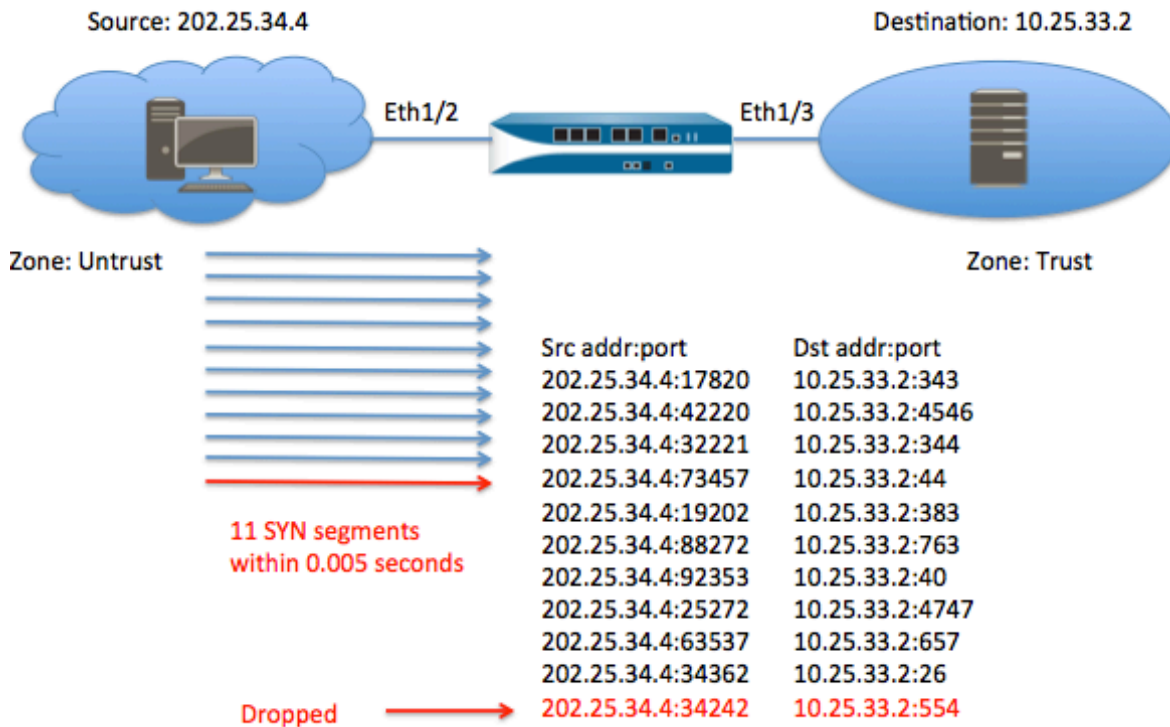 Source: 202.25.34.4
Destination: 10.25.33.2
Eth1/2
Eth1/3
Zone: Untrust
Zone: Trust
11 SYN segments
within 0.005 seconds
Src addr:port Dst addr:port
202.25.34.4:17820 10.25.33.2:343
202.25.34.4:42220 10.25.33.2:4546
202.25.34.4:32221 10.25.33.2:344
202.25.34.4:73457 10.25.33.2:44
202.25.34.4:19202 10.25.33.2:383
202.25.34.4:88272 10.25.33.2:763
202.25.34.4:92353 10.25.33.2:40
202.25.34.4:25272 10.25.33.2:4747
202.25.34.4:63537 10.25.33.2:657
202.25.34.4:34362 10.25.33.2:26
Dropped 202.25.34.4:34242 10.25.33.2:554